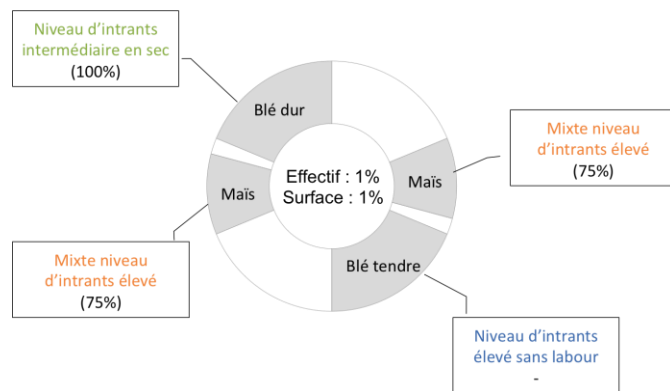 Niveau d'intrants
intermédiaire en sec
(100%)
Blé dur
Mixte niveau
d'intrants élevé
(75%)
Effectif : 1%
Surface : 1%
Maïs
Maïs
Mixte niveau
d'intrants élevé
(75%)
Blé tendre
Niveau d'intrants
élevé sans labour
-